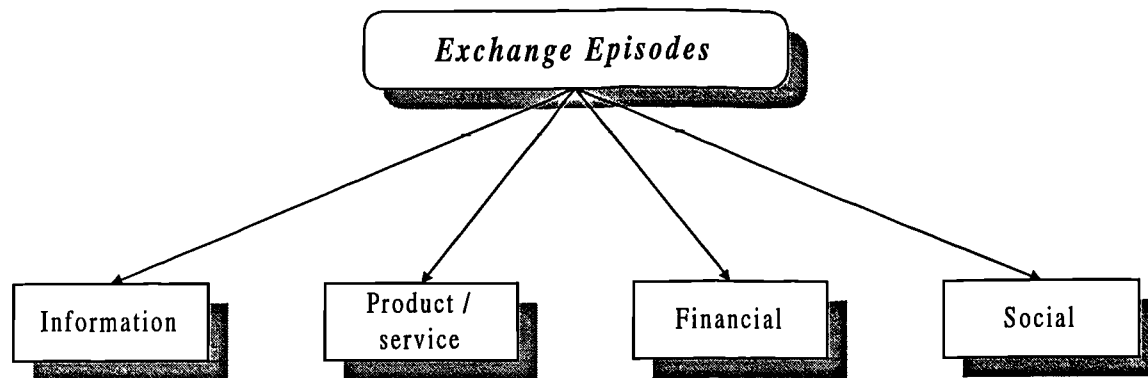 Exchange Episodes
Information
Product /
service
Financial
Social